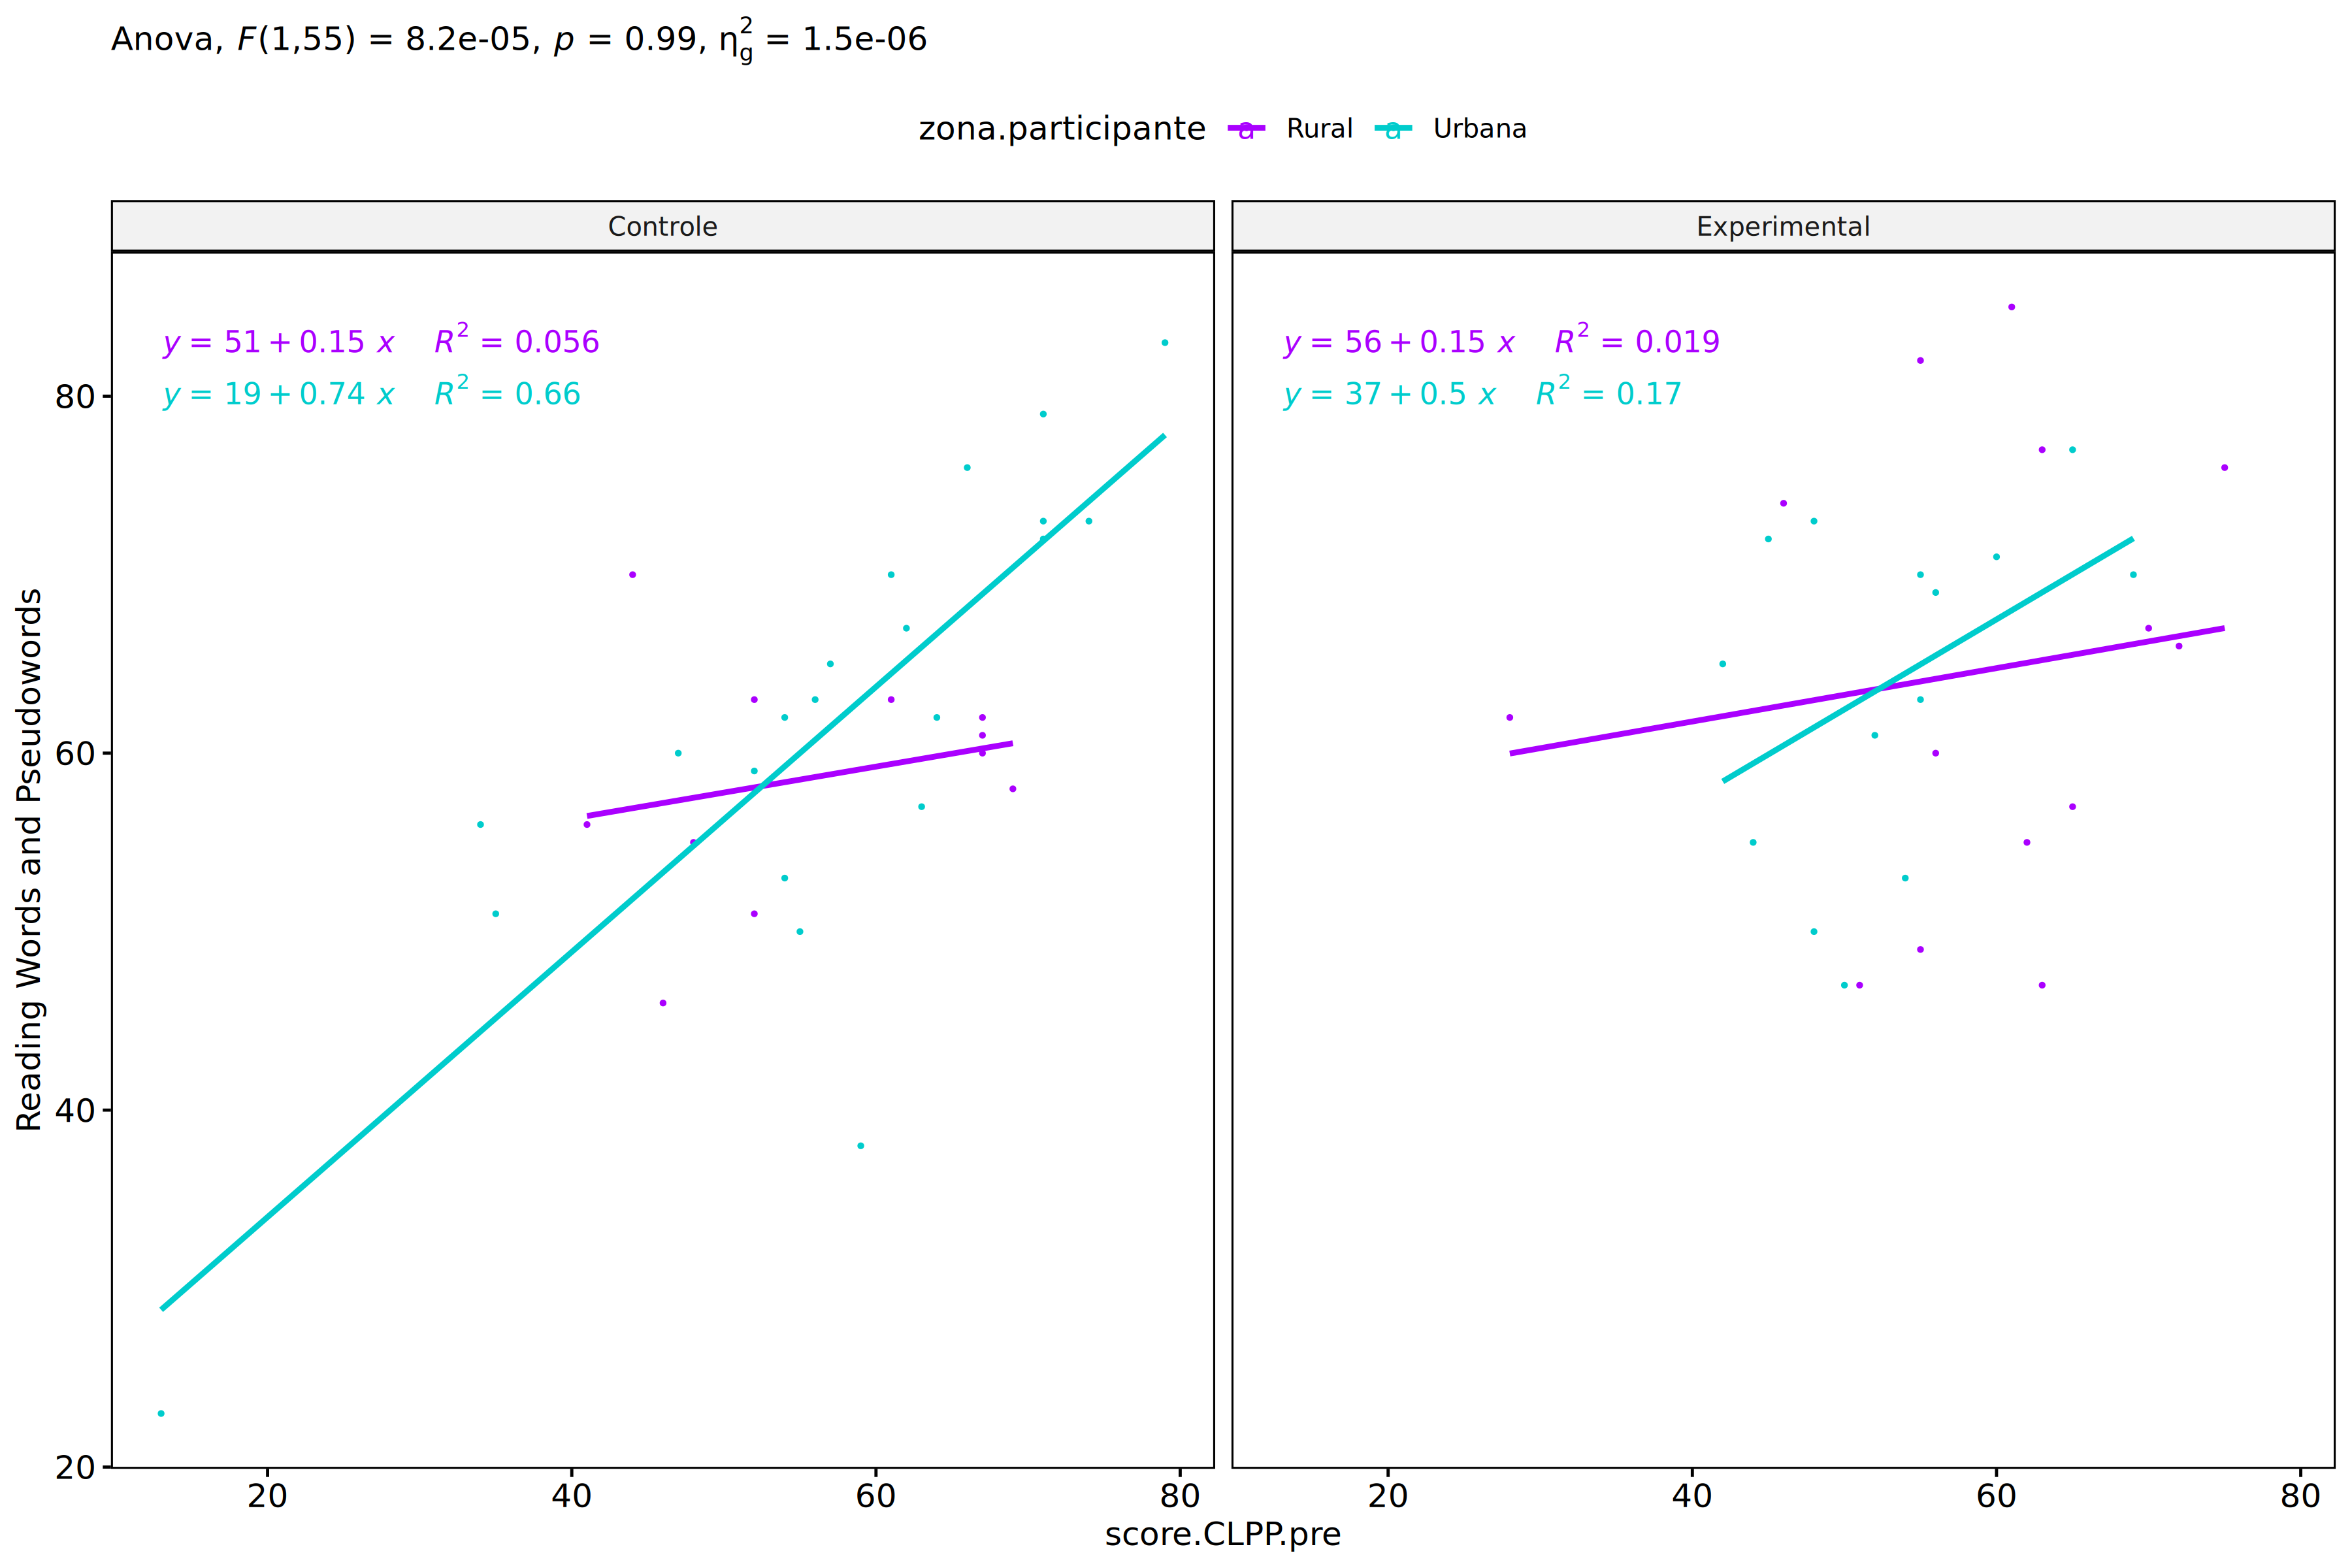 Anova, F(1,55) = 8.2e-05, p = 0.99, η²g = 1.5e-06
zona.participante a Rural a Urbana
Controle
Experimental
y = 51 + 0.15 x R² = 0.056
y = 19 + 0.74 x R² = 0.66
y = 56 + 0.15 x R² = 0.019
y = 37 + 0.5 x R² = 0.17
Reading Words and Pseudowords
80
60
40
20
20 40 60 80
20 40 60 80
score.CLPP.pre